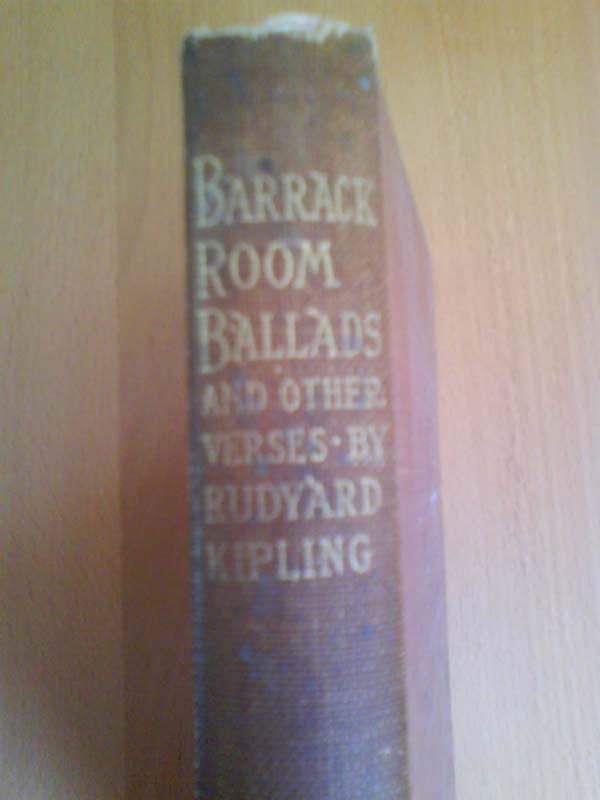 BARRACK
ROOM
BALLADS
AND OTHER
VERSES · BY
RUDYARD
KIPLING